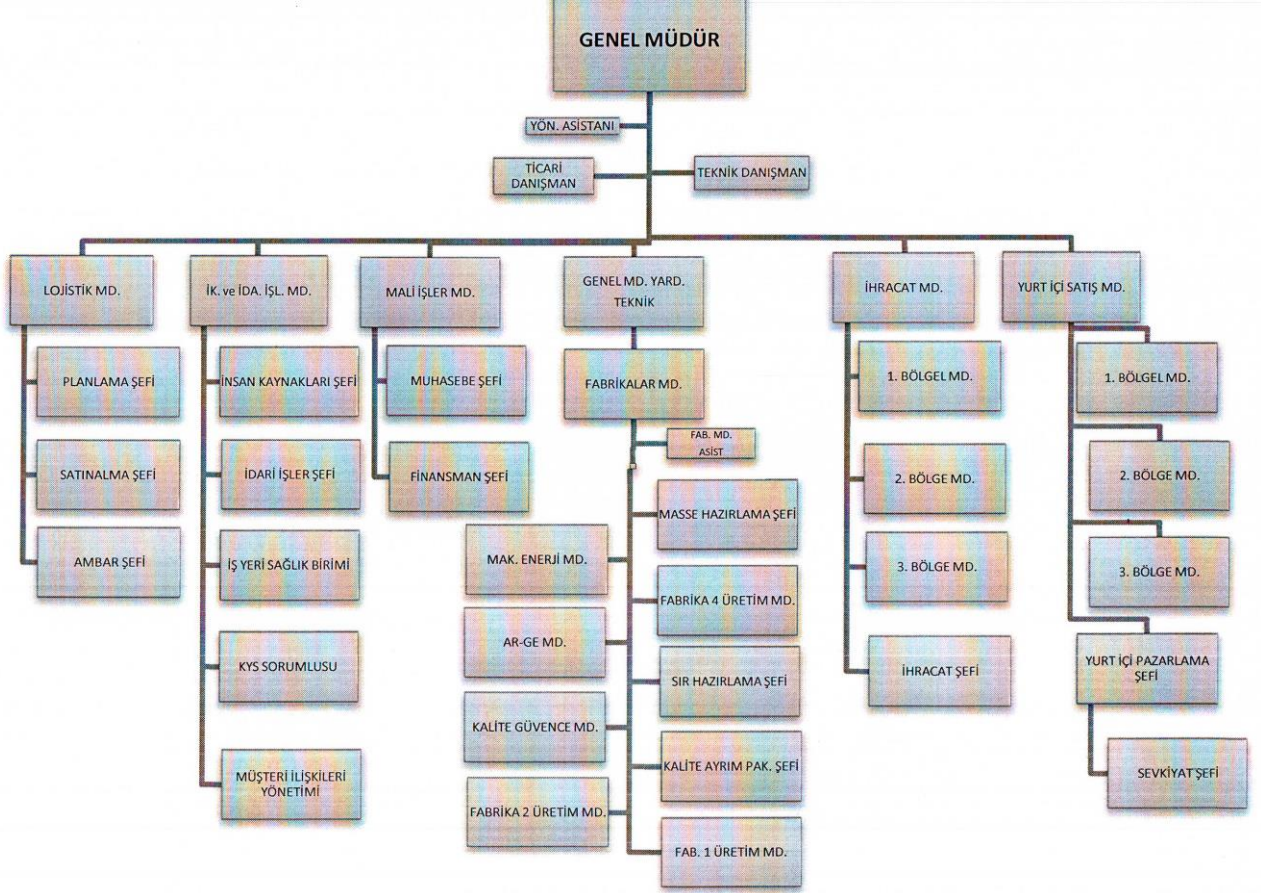 GENEL MÜDÜR
YÖN. ASİSTANI
TİCARİ
DANIŞMAN
TEKNİK DANIŞMAN
LOJİSTİK MD.
İK. ve İDA. İŞL. MD.
MALİ İŞLER MD.
GENEL MD. YARD.
TEKNİK
İHRACAT MD.
YURT İÇİ SATIŞ MD.
PLANLAMA ŞEFİ
İNSAN KAYNAKLARI ŞEFİ
MUHASEBE ŞEFİ
FABRİKALAR MD.
1. BÖLGEL MD.
1. BÖLGEL MD.
FAB. MD.
ASİST
SATINALMA ŞEFİ
İDARİ İŞLER ŞEFİ
FİNANSMAN ŞEFİ
2. BÖLGE MD.
2. BÖLGE MD.
MASSE HAZIRLAMA ŞEFİ
AMBAR ŞEFİ
İŞ YERİ SAĞLIK BİRİMİ
MAK. ENERJİ MD.
3. BÖLGE MD.
3. BÖLGE MD.
FABRİKA 4 ÜRETİM MD.
AR-GE MD.
KYS SORUMLUSU
SIR HAZIRLAMA ŞEFİ
İHRACAT ŞEFİ
YURT İÇİ PAZARLAMA
ŞEFİ
KALİTE GÜVENCE MD.
KALİTE AYRIM PAK. ŞEFİ
MÜŞTERİ İLİŞKİLERİ
YÖNETİMİ
SEVKİYAT ŞEFİ
FABRİKA 2 ÜRETİM MD.
FAB. 1 ÜRETİM MD.